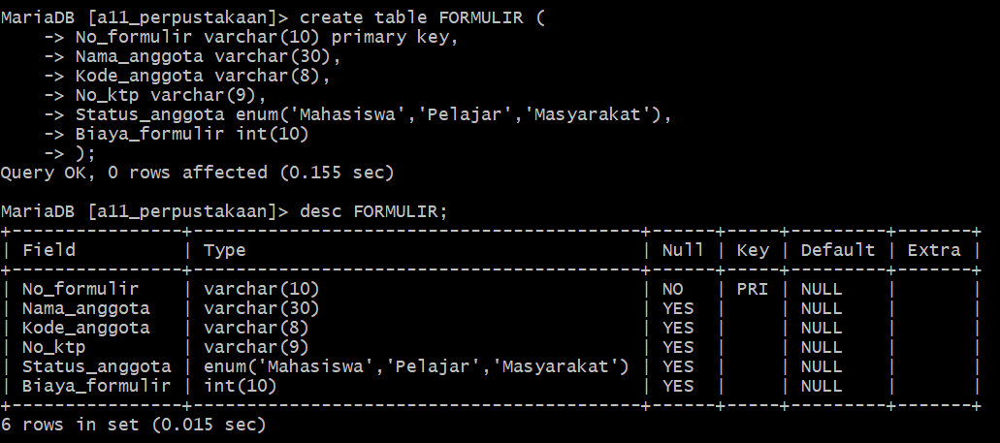 MariaDB [a11_perpustakaan]> create table FORMULIR (
    -> No_formulir varchar(10) primary key,
    -> Nama_anggota varchar(30),
    -> Kode_anggota varchar(8),
    -> No_ktp varchar(9),
    -> Status_anggota enum('Mahasiswa','Pelajar','Masyarakat'),
    -> Biaya_formulir int(10)
    -> );
Query OK, 0 rows affected (0.155 sec)

MariaDB [a11_perpustakaan]> desc FORMULIR;
+----------------+-----------------------------------------+------+-----+---------+-------+
| Field          | Type                                    | Null | Key | Default | Extra |
+----------------+-----------------------------------------+------+-----+---------+-------+
| No_formulir    | varchar(10)                             | NO   | PRI | NULL    |       |
| Nama_anggota   | varchar(30)                             | YES  |     | NULL    |       |
| Kode_anggota   | varchar(8)                              | YES  |     | NULL    |       |
| No_ktp         | varchar(9)                              | YES  |     | NULL    |       |
| Status_anggota | enum('Mahasiswa','Pelajar','Masyarakat') | YES  |     | NULL    |       |
| Biaya_formulir | int(10)                                 | YES  |     | NULL    |       |
+----------------+-----------------------------------------+------+-----+---------+-------+
6 rows in set (0.015 sec)